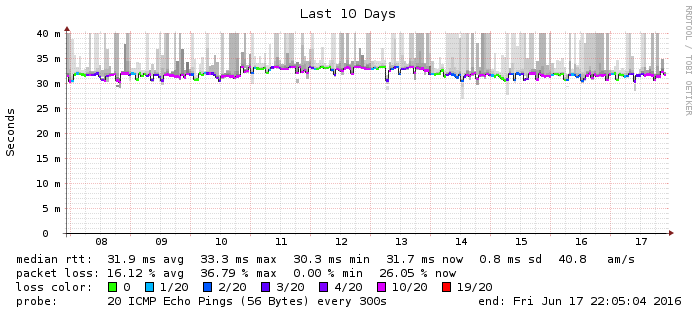 Last 10 Days
RRDTOOL / TOBI OETIKER
Seconds
40 m
35 m
30 m
25 m
20 m
15 m
10 m
5 m
0
08 09 10 11 12 13 14 15 16 17
median rtt: 31.9 ms avg 33.3 ms max 30.3 ms min 31.7 ms now 0.8 ms sd 40.8 am/s
packet loss: 16.12 % avg 36.79 % max 0.00 % min 26.05 % now
loss color: 0 1/20 2/20 3/20 4/20 10/20 19/20
probe: 20 ICMP Echo Pings (56 Bytes) every 300s end: Fri Jun 17 22:05:04 2016